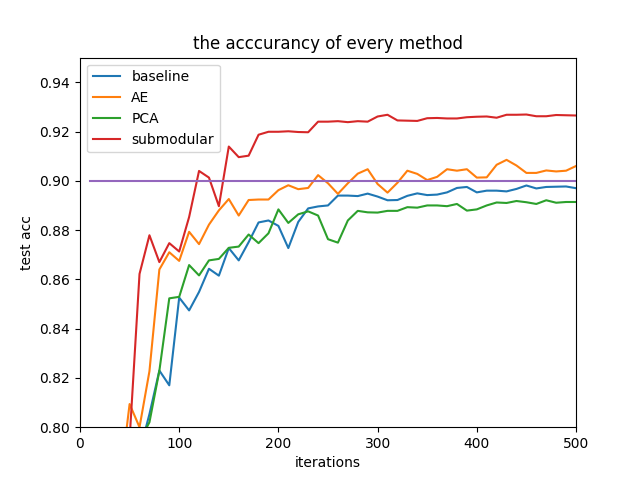 the acccurancy of every method
baseline
AE
PCA
submodular
test acc
0.94
0.92
0.90
0.88
0.86
0.84
0.82
0.80
0
100
200
300
400
500
iterations